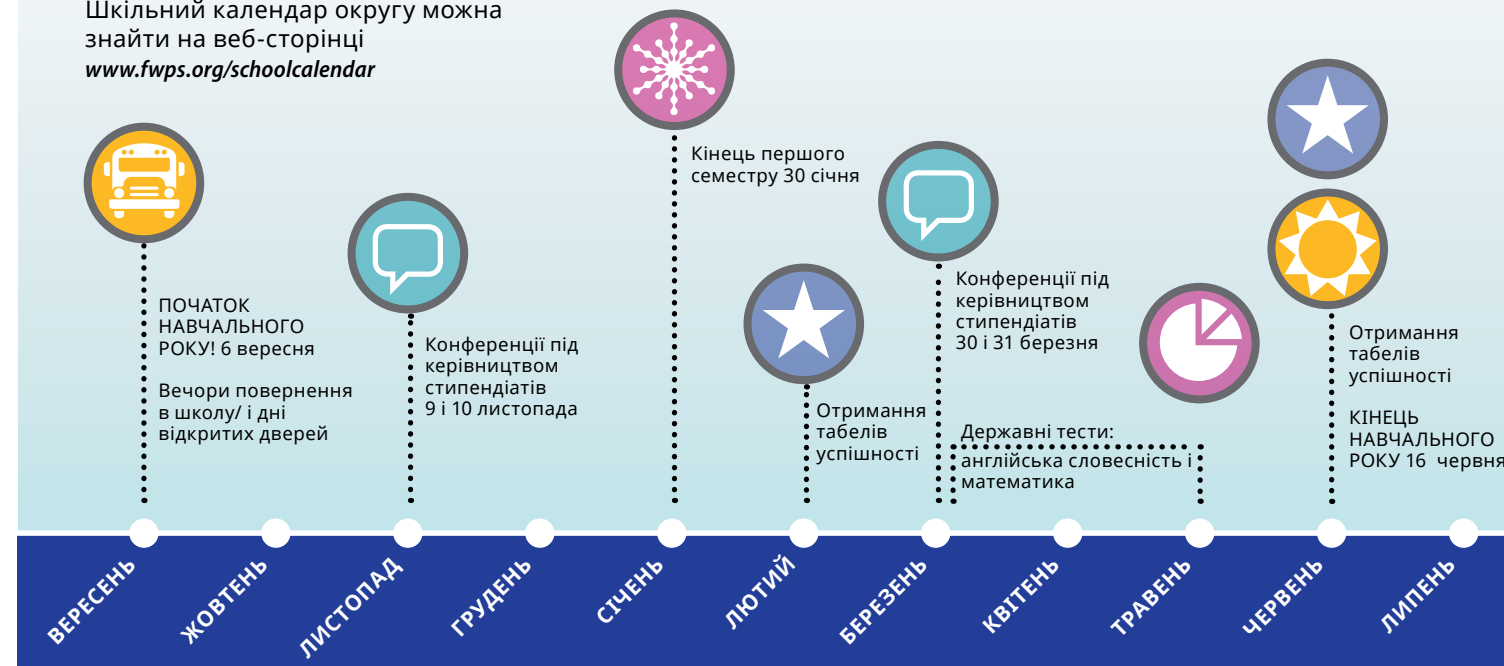 Шкільний календар округу можна
знайти на веб-сторінці
www.fwps.org/schoolcalendar
ПОЧАТОК
НАВЧАЛЬНОГО
РОКУ! 6 вересня
Вечори повернення
в школу/ і дні
відкритих дверей
Конференції під
керівництвом
стипендіатів
9 і 10 листопада
Кінець першого
семестру 30 січня
Отримання
табелів
успішності
Конференції під
керівництвом
стипендіатів
30 і 31 березня
Державні тести:
англійська словесність і
математика
Отримання
табелів
успішності
КІНЕЦЬ
НАВЧАЛЬНОГО
РОКУ 16 червня
ВЕРЕСЕНЬ
ЖОВТЕНЬ
ЛИСТОПАД
ГРУДЕНЬ
СІЧЕНЬ
ЛЮТИЙ
БЕРЕЗЕНЬ
КВІТЕНЬ
ТРАВЕНЬ
ЧЕРВЕНЬ
ЛИПЕНЬ